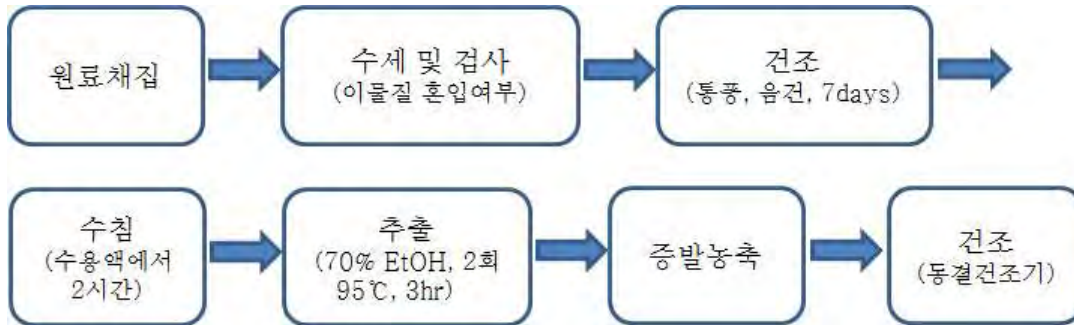 원료채집
수세 및 검사
(이물질 혼입여부)
건조
(통풍, 음건, 7days)
수침
(수용액에서
2시간)
추출
(70% EtOH, 2회
95℃, 3hr)
증발농축
건조
(동결건조기)